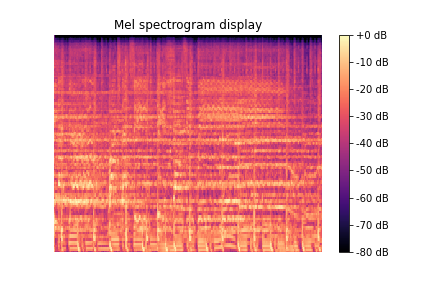 Mel spectrogram display
+0 dB
-10 dB
-20 dB
-30 dB
-40 dB
-50 dB
-60 dB
-70 dB
-80 dB